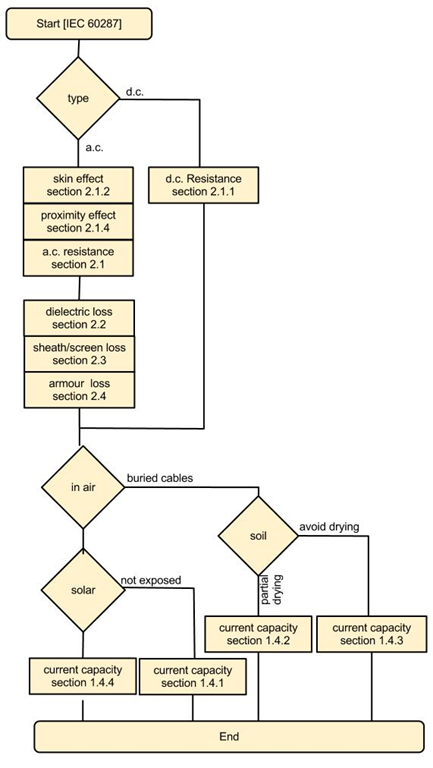 Start [IEC 60287]
type
d.c.
a.c.
skin effect
section 2.1.2
d.c. Resistance
section 2.1.1
proximity effect
section 2.1.4
a.c. resistance
section 2.1
dielectric loss
section 2.2
sheath/screen loss
section 2.3
armour loss
section 2.4
in air
buried cables
soil
avoid drying
partial
drying
solar
not exposed
current capacity
section 1.4.2
current capacity
section 1.4.3
current capacity
section 1.4.4
current capacity
section 1.4.1
End